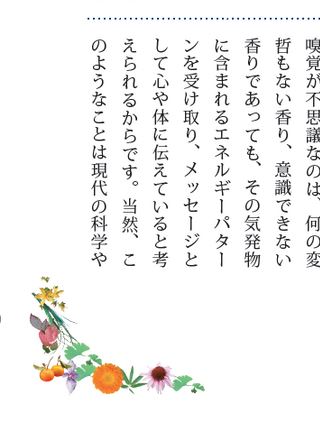 嗅覚が不思議なのは、何の変
哲もない香り、意識できない
香りであっても、その気発物
に含まれるエネルギーパター
ンを受け取り、メッセージと
して心や体に伝えていると考
えられるからです。当然、こ
のようなことは現代の科学や